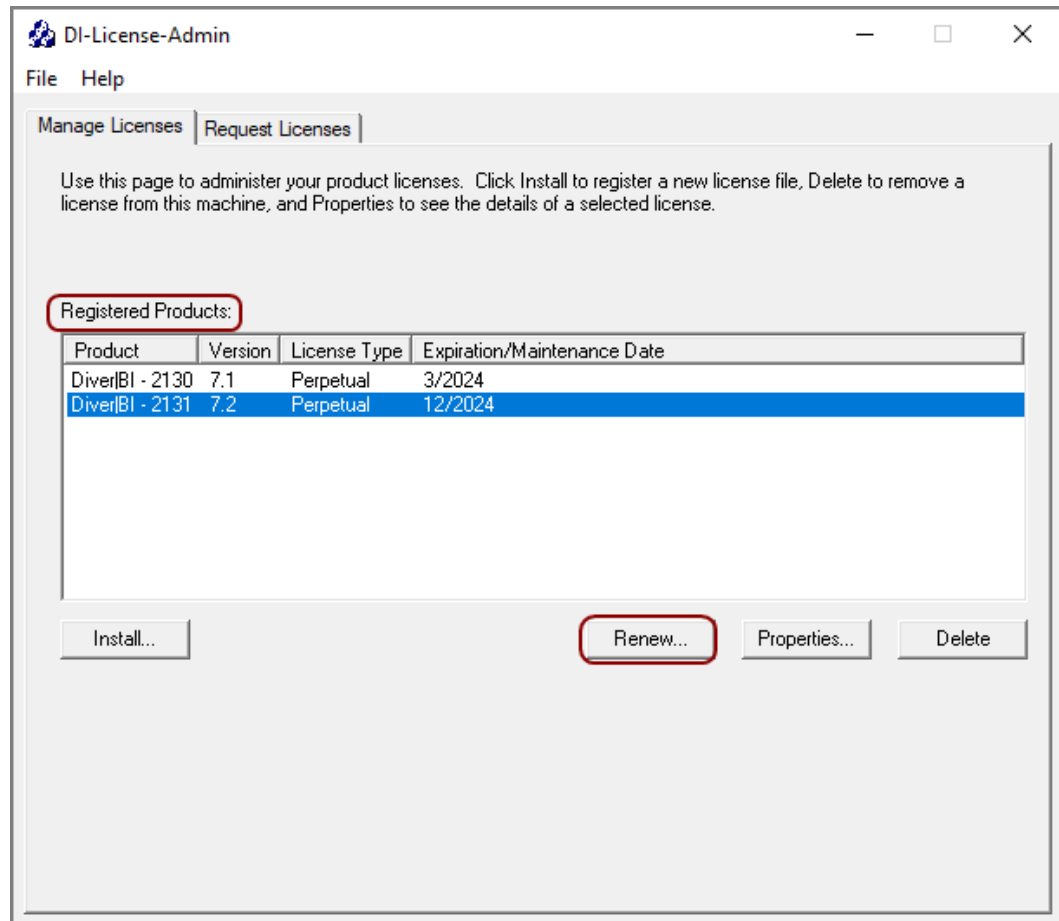 DI-License-Admin
File Help
Manage Licenses Request Licenses
Use this page to administer your product licenses. Click Install to register a new license file, Delete to remove a
license from this machine, and Properties to see the details of a selected license.
Registered Products:
Product Version License Type Expiration/Maintenance Date
Diver|BI - 2130 7.1 Perpetual 3/2024
Diver|BI - 2131 7.2 Perpetual 12/2024
Install... Renew... Properties... Delete